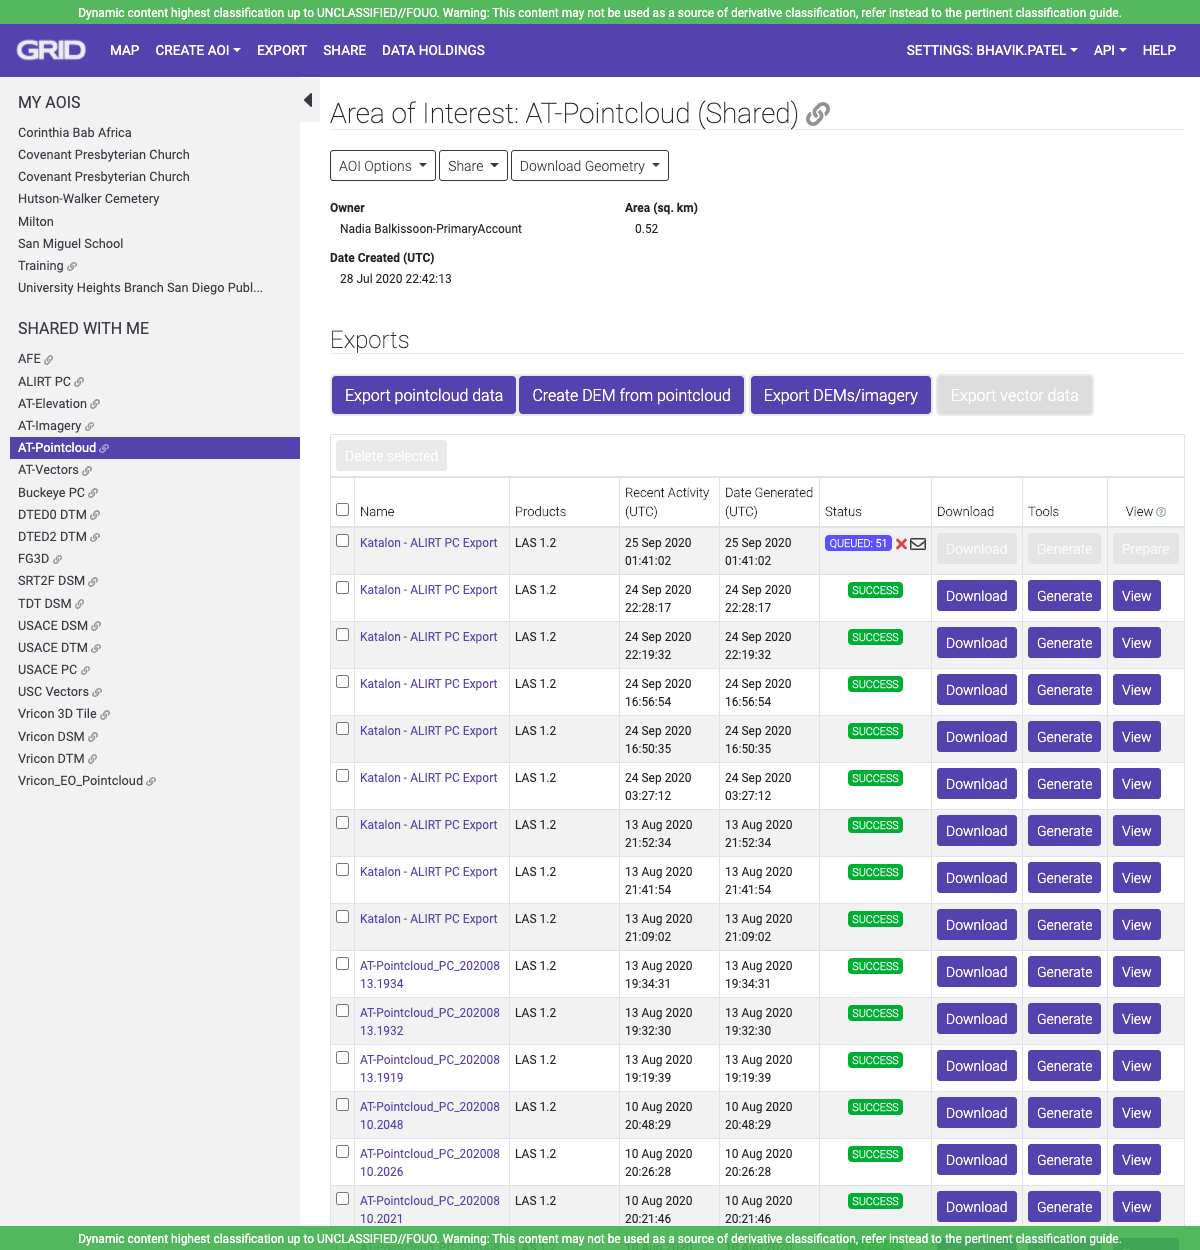 Dynamic content highest classification up to UNCLASSIFIED//FOUO. Warning: This content may not be used as a source of derivative classification, refer instead to the pertinent classification guide.
GRID MAP CREATE AOI EXPORT SHARE DATA HOLDINGS SETTINGS: BHAVIK.PATEL API HELP
MY AOIS
Corinthia Bab Africa
Covenant Presbyterian Church
Covenant Presbyterian Church
Hutson-Walker Cemetery
Milton
San Miguel School
Training
University Heights Branch San Diego Publ...
SHARED WITH ME
AFE
ALIRT PC
AT-Elevation
AT-Imagery
AT-Pointcloud
AT-Vectors
Buckeye PC
DTED0 DTM
DTED2 DTM
FG3D
SRT2F DSM
TDT DSM
USACE DSM
USACE DTM
USACE PC
USC Vectors
Vricon 3D Tile
Vricon DSM
Vricon DTM
Vricon_EO_Pointcloud
Area of Interest: AT-Pointcloud (Shared)
AOI Options Share Download Geometry
Owner Area (sq. km)
Nadia Balkissoon-PrimaryAccount 0.52
Date Created (UTC)
28 Jul 2020 22:42:13
Exports
Export pointcloud data Create DEM from pointcloud Export DEMs/imagery Export vector data
Delete selected
Recent Activity Date Generated
Name Products (UTC) (UTC) Status Download Tools View
Katalon - ALIRT PC Export LAS 1.2 25 Sep 2020 25 Sep 2020 QUEUED: 51 Download Generate Prepare
01:41:02 01:41:02
Katalon - ALIRT PC Export LAS 1.2 24 Sep 2020 24 Sep 2020 SUCCESS Download Generate View
22:28:17 22:28:17
Katalon - ALIRT PC Export LAS 1.2 24 Sep 2020 24 Sep 2020 SUCCESS Download Generate View
22:19:32 22:19:32
Katalon - ALIRT PC Export LAS 1.2 24 Sep 2020 24 Sep 2020 SUCCESS Download Generate View
16:56:54 16:56:54
Katalon - ALIRT PC Export LAS 1.2 24 Sep 2020 24 Sep 2020 SUCCESS Download Generate View
16:50:35 16:50:35
Katalon - ALIRT PC Export LAS 1.2 24 Sep 2020 24 Sep 2020 SUCCESS Download Generate View
03:27:12 03:27:12
Katalon - ALIRT PC Export LAS 1.2 13 Aug 2020 13 Aug 2020 SUCCESS Download Generate View
21:52:34 21:52:34
Katalon - ALIRT PC Export LAS 1.2 13 Aug 2020 13 Aug 2020 SUCCESS Download Generate View
21:41:54 21:41:54
Katalon - ALIRT PC Export LAS 1.2 13 Aug 2020 13 Aug 2020 SUCCESS Download Generate View
21:09:02 21:09:02
AT-Pointcloud_PC_202008 LAS 1.2 13 Aug 2020 13 Aug 2020 SUCCESS Download Generate View
13.1934 19:34:31 19:34:31
AT-Pointcloud_PC_202008 LAS 1.2 13 Aug 2020 13 Aug 2020 SUCCESS Download Generate View
13.1932 19:32:30 19:32:30
AT-Pointcloud_PC_202008 LAS 1.2 13 Aug 2020 13 Aug 2020 SUCCESS Download Generate View
13.1919 19:19:39 19:19:39
AT-Pointcloud_PC_202008 LAS 1.2 10 Aug 2020 10 Aug 2020 SUCCESS Download Generate View
10.2048 20:48:29 20:48:29
AT-Pointcloud_PC_202008 LAS 1.2 10 Aug 2020 10 Aug 2020 SUCCESS Download Generate View
10.2026 20:26:28 20:26:28
AT-Pointcloud_PC_202008 LAS 1.2 10 Aug 2020 10 Aug 2020 SUCCESS Download Generate View
10.2021 20:21:46 20:21:46
Dynamic content highest classification up to UNCLASSIFIED//FOUO. Warning: This content may not be used as a source of derivative classification, refer instead to the pertinent classification guide.